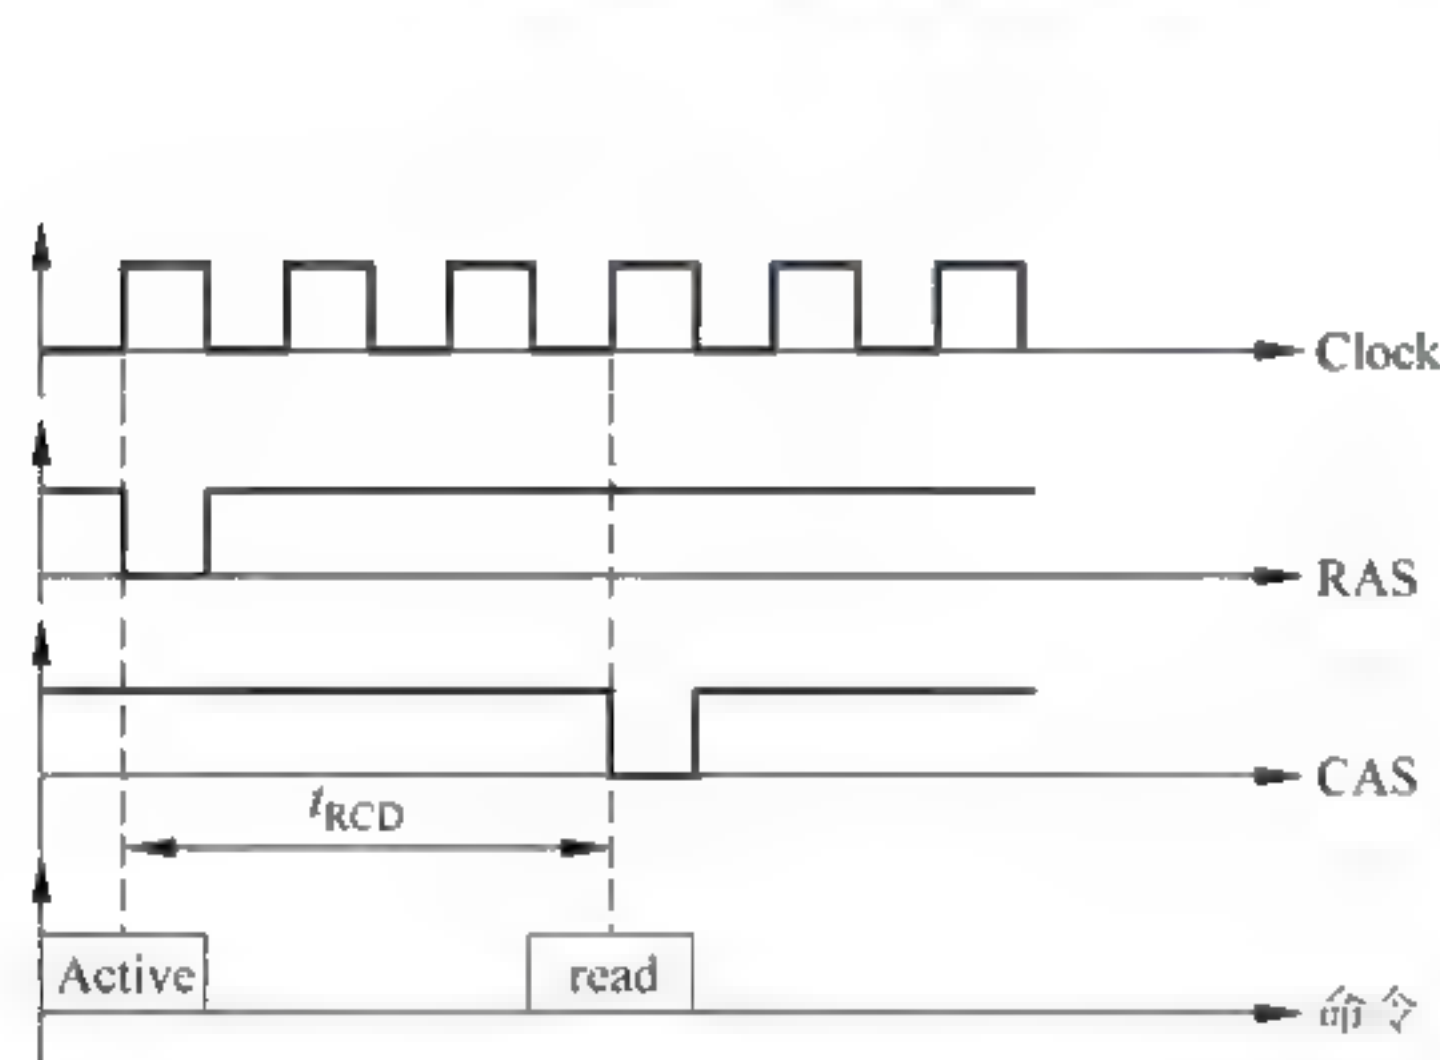 Clock
RAS
CAS
tRCD
Active
read
命令